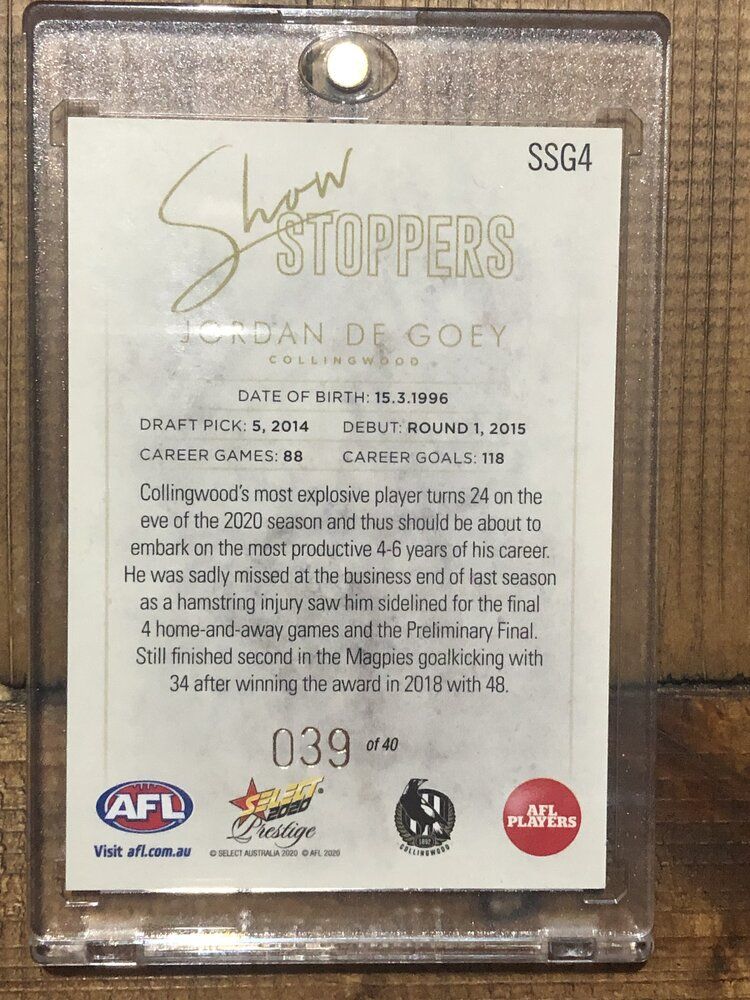 SSG4
Show
STOPPERS
JORDAN DE GOEY
COLLINGWOOD
DATE OF BIRTH: 15.3.1996
DRAFT PICK: 5, 2014 DEBUT: ROUND 1, 2015
CAREER GAMES: 88 CAREER GOALS: 118
Collingwood's most explosive player turns 24 on the
eve of the 2020 season and thus should be about to
embark on the most productive 4-6 years of his career.
He was sadly missed at the business end of last season
as a hamstring injury saw him sidelined for the final
4 home-and-away games and the Preliminary Final.
Still finished second in the Magpies goalkicking with
34 after winning the award in 2018 with 48.
039 of 40
AFL
Visit afl.com.au
SELECT
2020
Prestige
© SELECT AUSTRALIA 2020 © AFL 2020
1892
COLLINGWOOD
AFL
PLAYERS